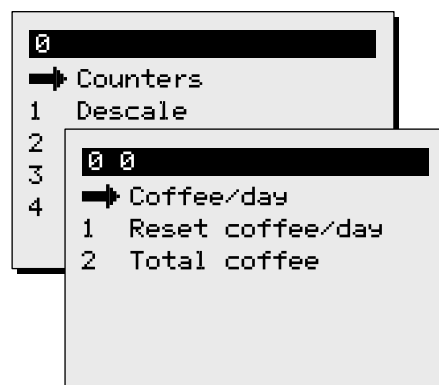 0
Counters
1 Descale
2
3
4
0 0
Coffee/day
1 Reset coffee/day
2 Total coffee